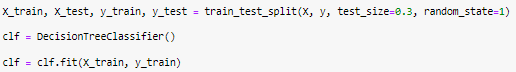 X_train, X_test, y_train, y_test = train_test_split(X, y, test_size=0.3, random_state=1)
clf = DecisionTreeClassifier()
clf = clf.fit(X_train, y_train)